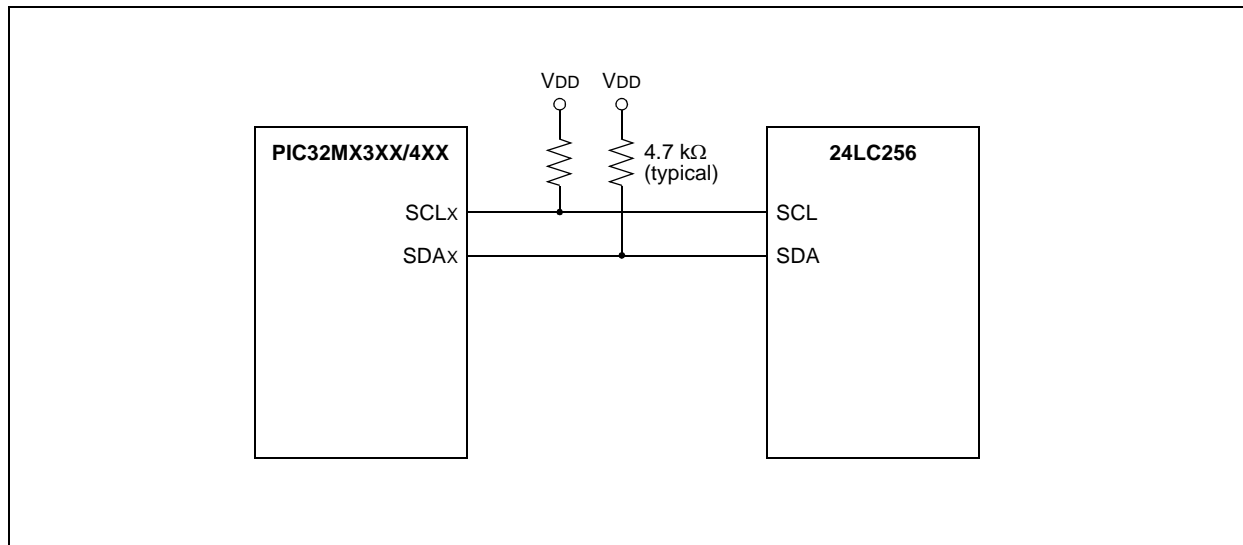 VDD VDD
PIC32MX3XX/4XX
4.7 kΩ
(typical)
24LC256
SCLX
SCL
SDAX
SDA